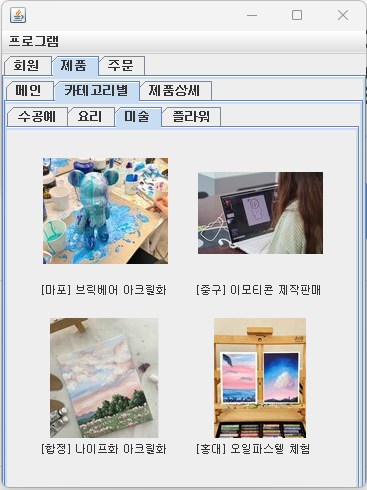 프로그램
회원 제품 주문
메인 카테고리별 제품상세
수공예 요리 미술 플라워
[마포] 브릭베어 아크릴화 [중구] 이모티콘 제작판매
[합정] 나이프화 아크릴화 [홍대] 오일파스텔 체험